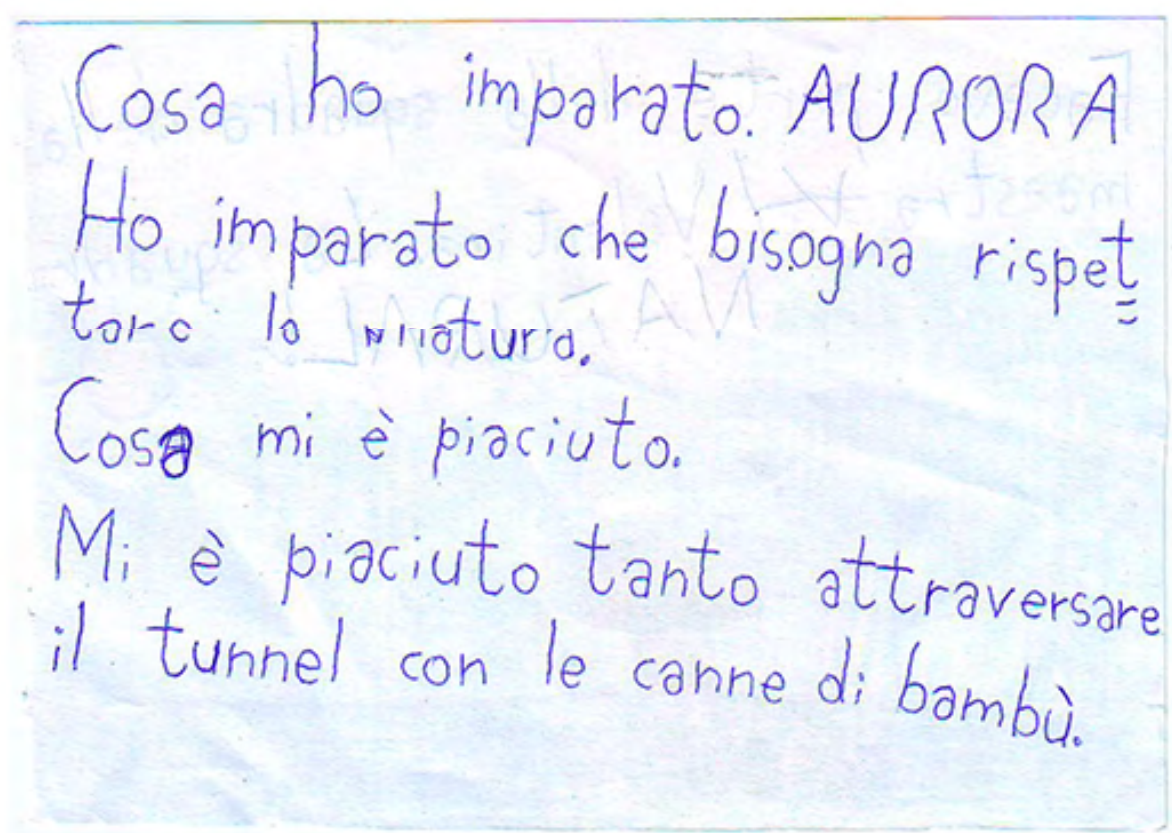 Cosa ho imparato. AURORA
Ho imparato che bisogna rispet=
tare la natura.
Cosa mi è piaciuto.
Mi è piaciuto tanto attraversare
il tunnel con le canne di bambù.